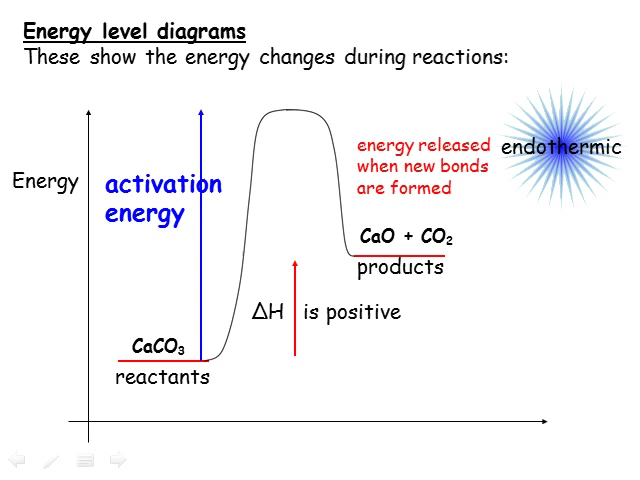 Energy level diagrams
These show the energy changes during reactions:
energy released
when new bonds
are formed
endothermic
Energy
activation
energy
CaO + CO₂
products
ΔH is positive
CaCO₃
reactants